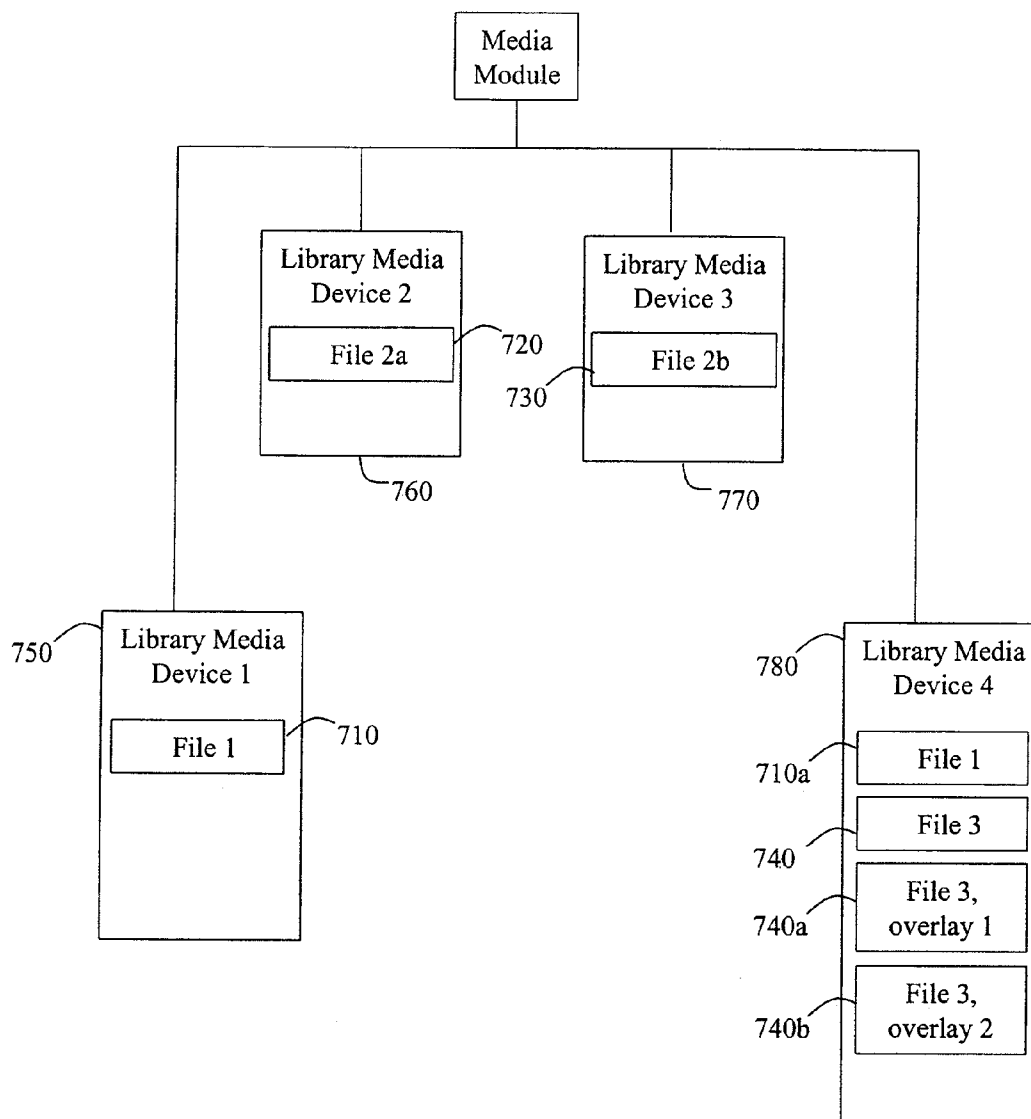 Media
Module
Library Media
Device 2
File 2a
720
760
Library Media
Device 3
File 2b
730
770
750
Library Media
Device 1
File 1
710
780
Library Media
Device 4
File 1
710a
File 3
740
File 3,
overlay 1
740a
File 3,
overlay 2
740b